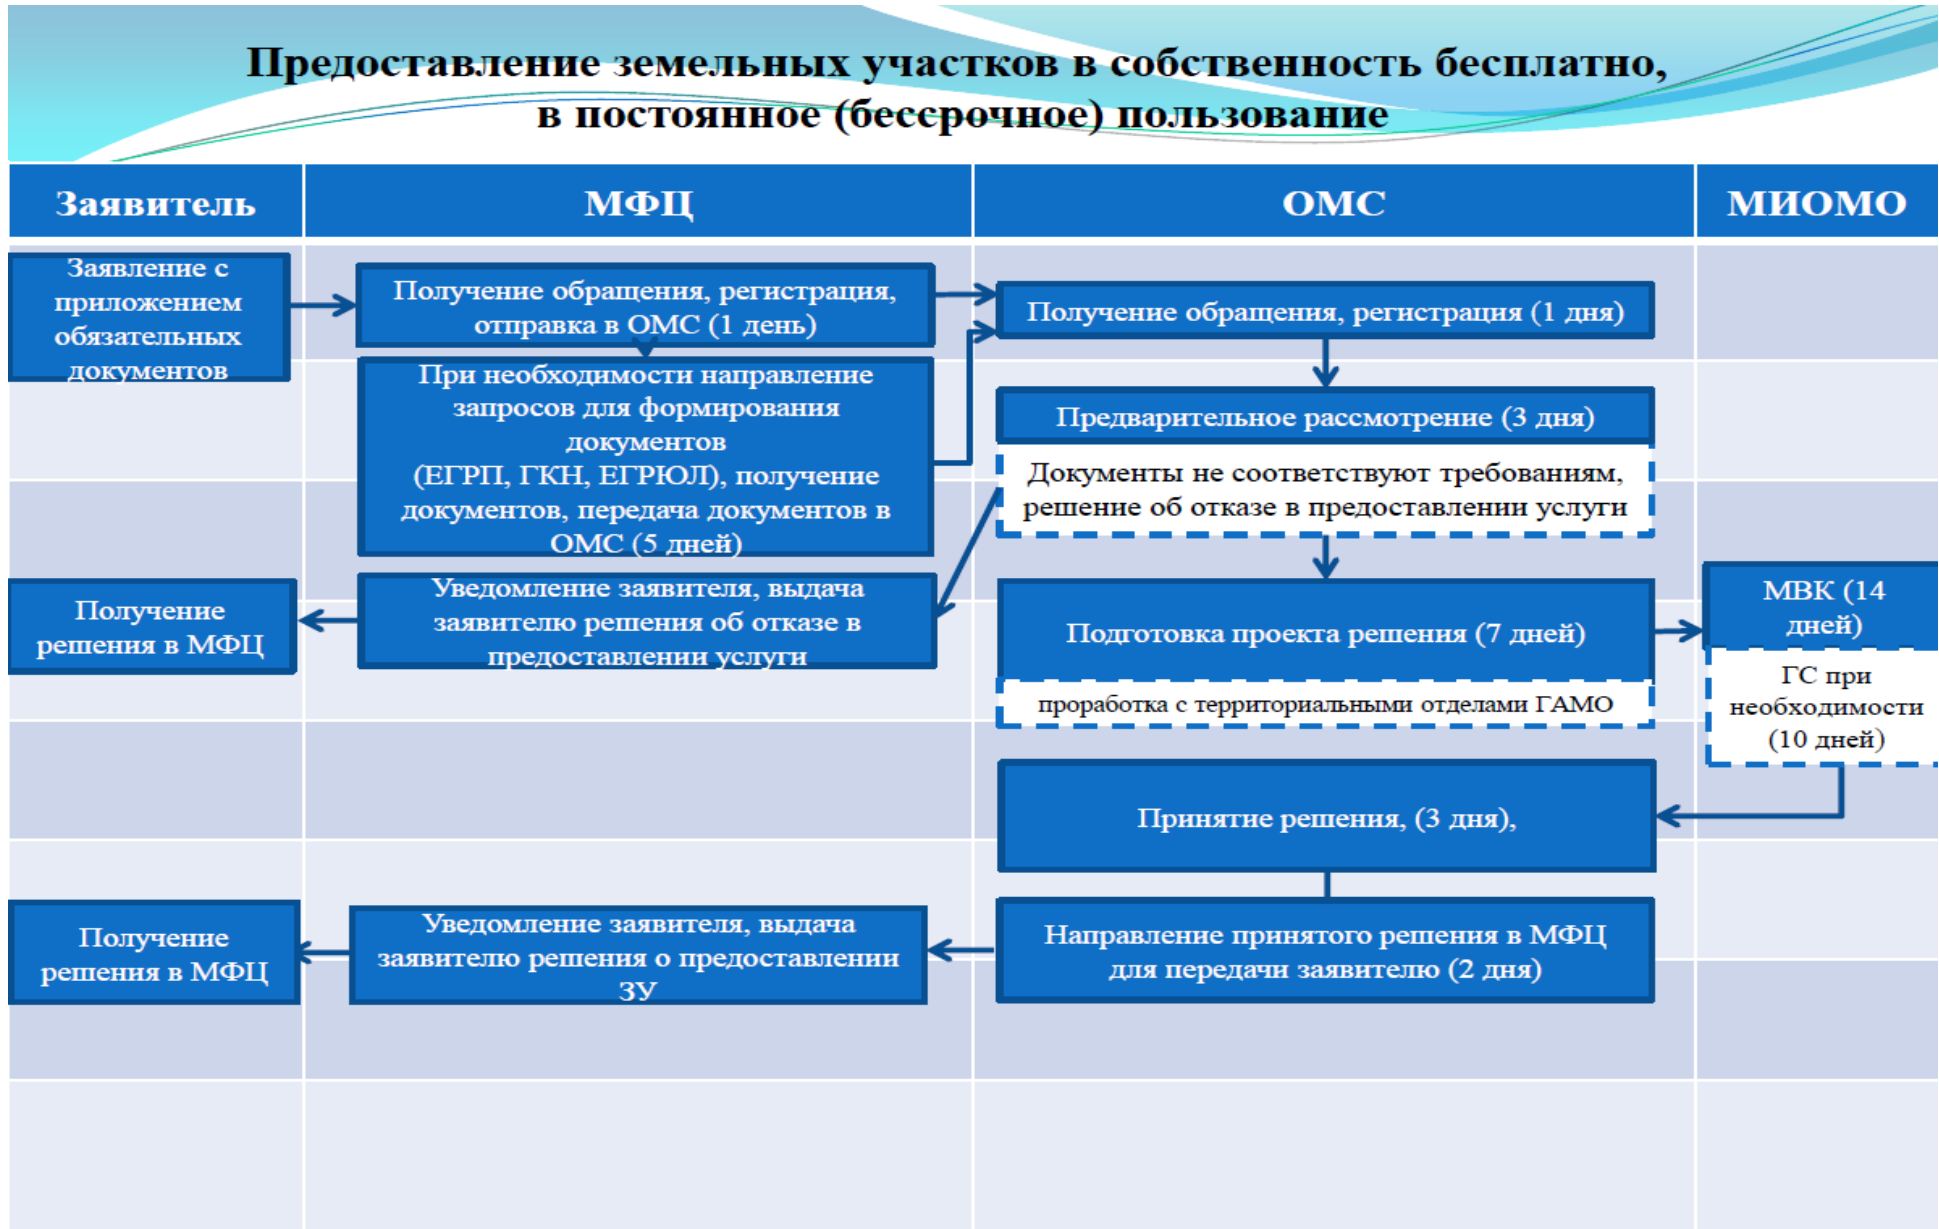 Предоставление земельных участков в собственность бесплатно,
в постоянное (бессрочное) пользование
Заявитель
МФЦ
ОМС
МИОМО
Заявление с
приложением
обязательных
документов
Получение обращения, регистрация,
отправка в ОМС (1 день)
Получение обращения, регистрация (1 дня)
При необходимости направление
запросов для формирования
документов
(ЕГРП, ГКН, ЕГРЮЛ), получение
документов, передача документов в
ОМС (5 дней)
Предварительное рассмотрение (3 дня)
Документы не соответствуют требованиям,
решение об отказе в предоставлении услуги
Получение
решения в МФЦ
Уведомление заявителя, выдача
заявителю решения об отказе в
предоставлении услуги
Подготовка проекта решения (7 дней)
проработка с территориальными отделами ГАМО
МВК (14
дней)
ГС при
необходимости
(10 дней)
Принятие решения, (3 дня),
Получение
решения в МФЦ
Уведомление заявителя, выдача
заявителю решения о предоставлении
ЗУ
Направление принятого решения в МФЦ
для передачи заявителю (2 дня)